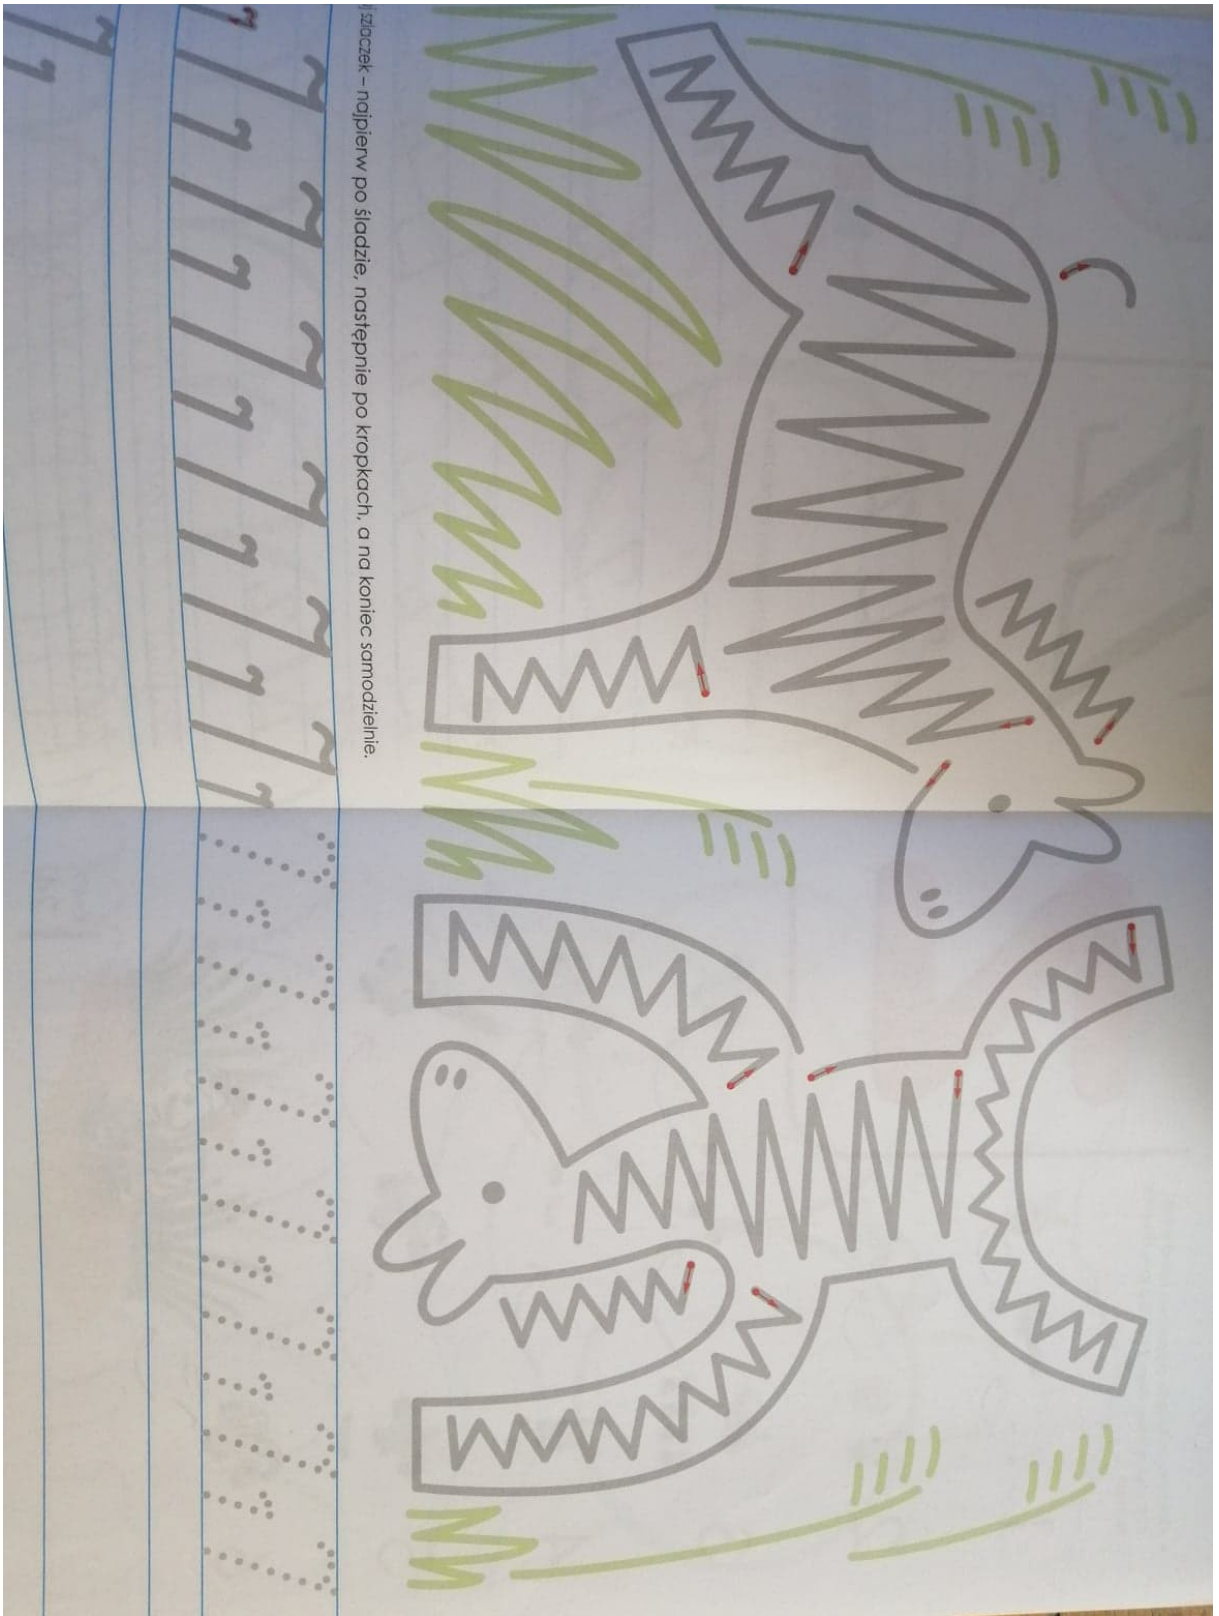 szlaczek – najpierw po śladzie, następnie po kropkach, a na koniec samodzielnie.